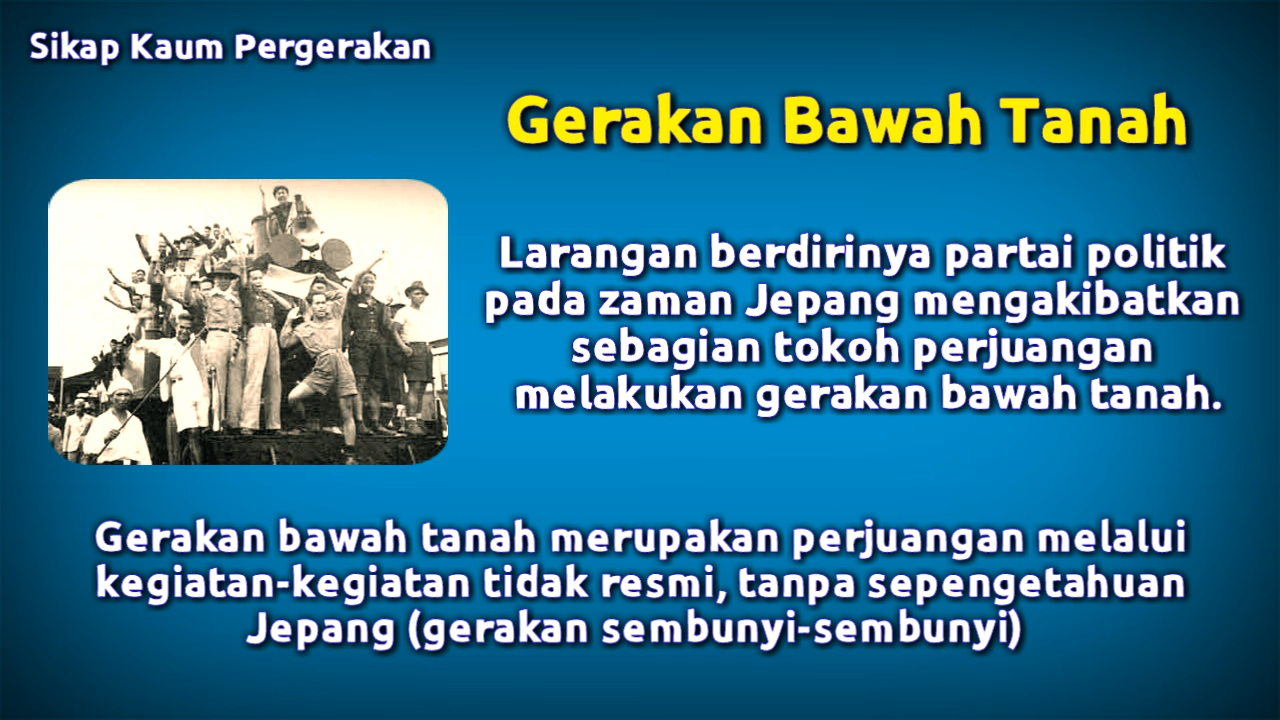 Sikap Kaum Pergerakan
Gerakan Bawah Tanah
Larangan berdirinya partai politik
pada zaman Jepang mengakibatkan
sebagian tokoh perjuangan
melakukan gerakan bawah tanah.
Gerakan bawah tanah merupakan perjuangan melalui
kegiatan-kegiatan tidak resmi, tanpa sepengetahuan
Jepang (gerakan sembunyi-sembunyi)